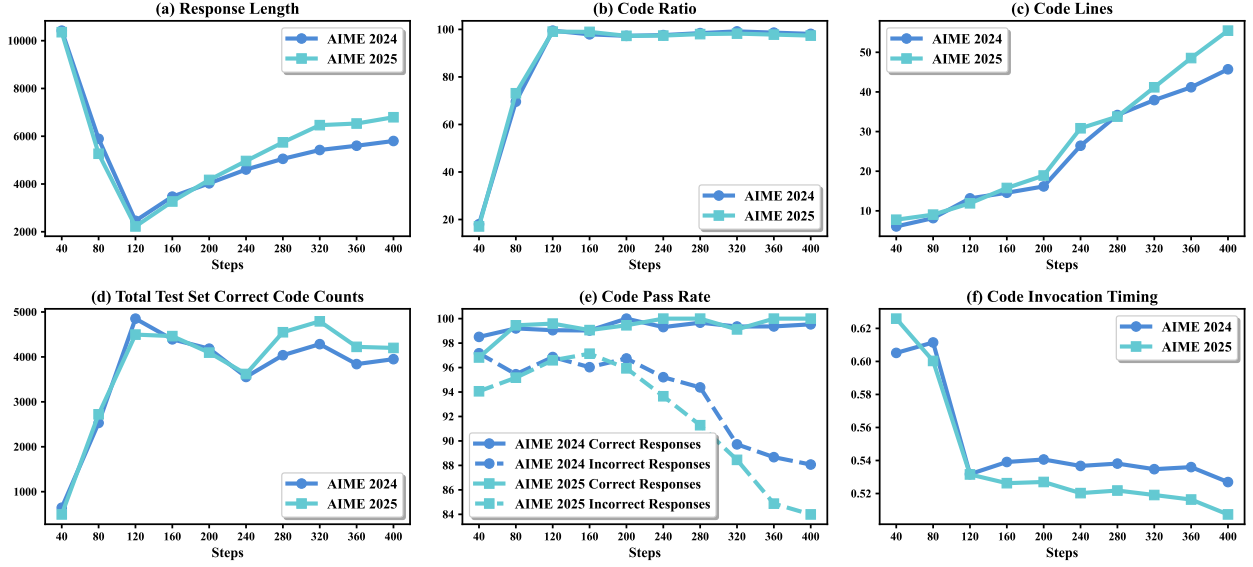 (a) Response Length
10000
8000
6000
4000
2000
AIME 2024
AIME 2025
40 80 120 160 200 240 280 320 360 400
Steps
(b) Code Ratio
100
80
60
40
20
AIME 2024
AIME 2025
40 80 120 160 200 240 280 320 360 400
Steps
(c) Code Lines
50
40
30
20
10
AIME 2024
AIME 2025
40 80 120 160 200 240 280 320 360 400
Steps
(d) Total Test Set Correct Code Counts
5000
4000
3000
2000
1000
AIME 2024
AIME 2025
40 80 120 160 200 240 280 320 360 400
Steps
(e) Code Pass Rate
100
98
96
94
92
90
88
86
84
AIME 2024 Correct Responses
AIME 2024 Incorrect Responses
AIME 2025 Correct Responses
AIME 2025 Incorrect Responses
40 80 120 160 200 240 280 320 360 400
Steps
(f) Code Invocation Timing
0.62
0.60
0.58
0.56
0.54
0.52
AIME 2024
AIME 2025
40 80 120 160 200 240 280 320 360 400
Steps